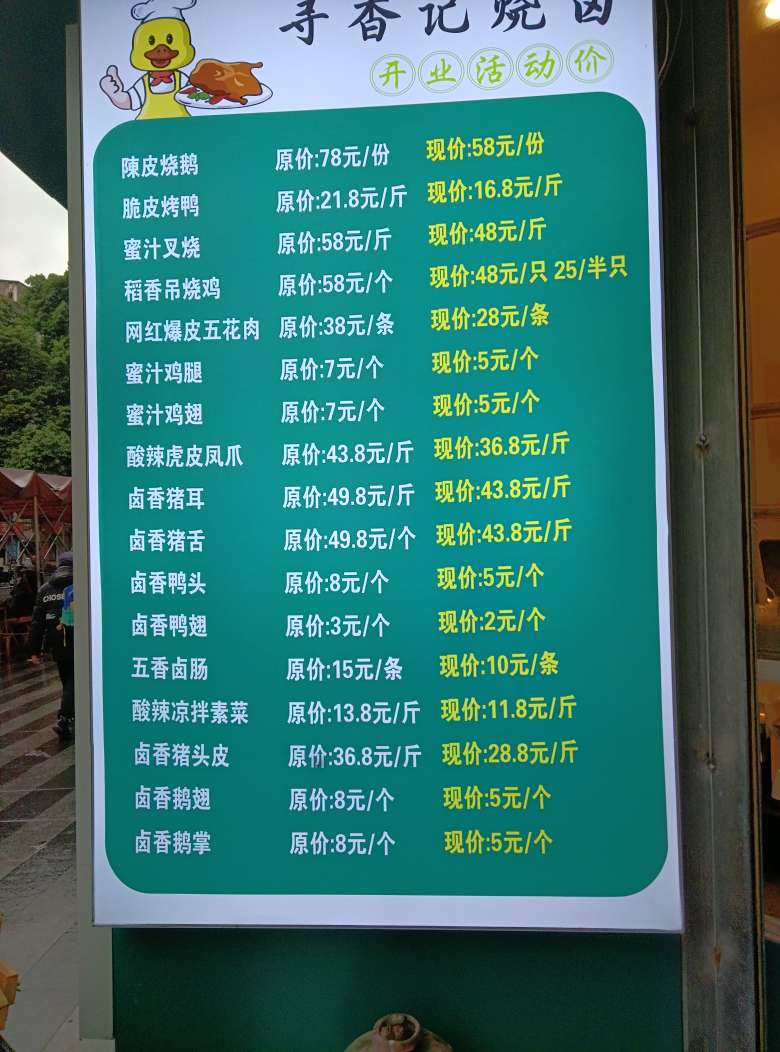 寻香记烧卤
开业活动价
陳皮烧鹅 原价:78元/份 现价:58元/份
脆皮烤鸭 原价:21.8元/斤 现价:16.8元/斤
蜜汁叉烧 原价:58元/斤 现价:48元/斤
稻香吊烧鸡 原价:58元/个 现价:48元/只 25/半只
网红爆皮五花肉 原价:38元/条 现价:28元/条
蜜汁鸡腿 原价:7元/个 现价:5元/个
蜜汁鸡翅 原价:7元/个 现价:5元/个
酸辣虎皮凤爪 原价:43.8元/斤 现价:36.8元/斤
卤香猪耳 原价:49.8元/斤 现价:43.8元/斤
卤香猪舌 原价:49.8元/个 现价:43.8元/斤
卤香鸭头 原价:8元/个 现价:5元/个
卤香鸭翅 原价:3元/个 现价:2元/个
五香卤肠 原价:15元/条 现价:10元/条
酸辣凉拌素菜 原价:13.8元/斤 现价:11.8元/斤
卤香猪头皮 原价:36.8元/斤 现价:28.8元/斤
卤香鹅翅 原价:8元/个 现价:5元/个
卤香鹅掌 原价:8元/个 现价:5元/个